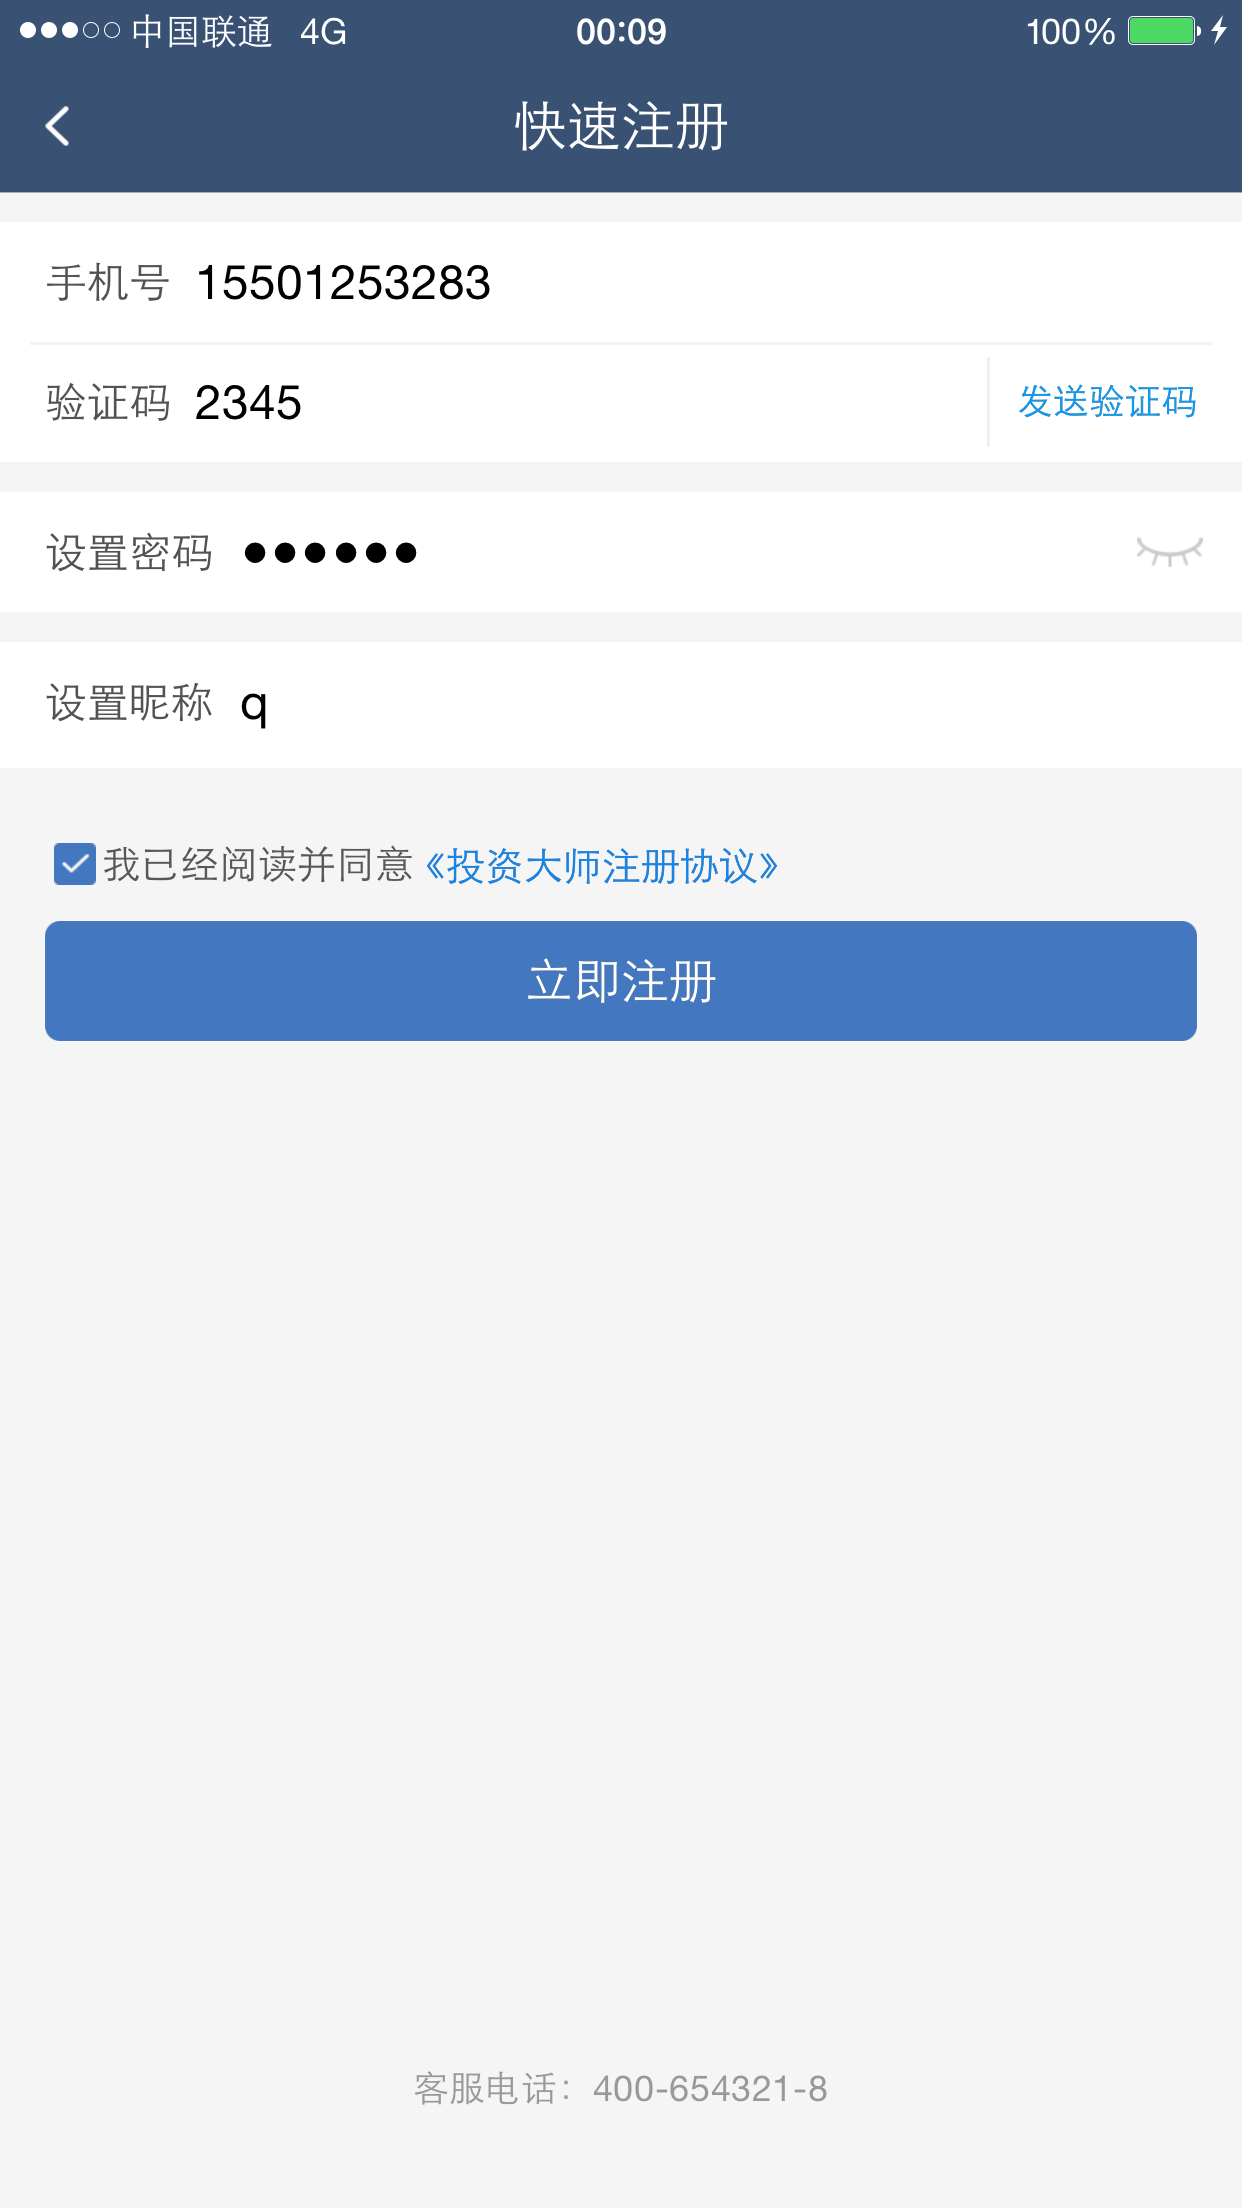 中国联通 4G 00:09 100%
快速注册
手机号 15501253283
验证码 2345 发送验证码
设置密码 ●●●●●●
设置昵称 q
我已经阅读并同意《投资大师注册协议》
立即注册
客服电话：400-654321-8